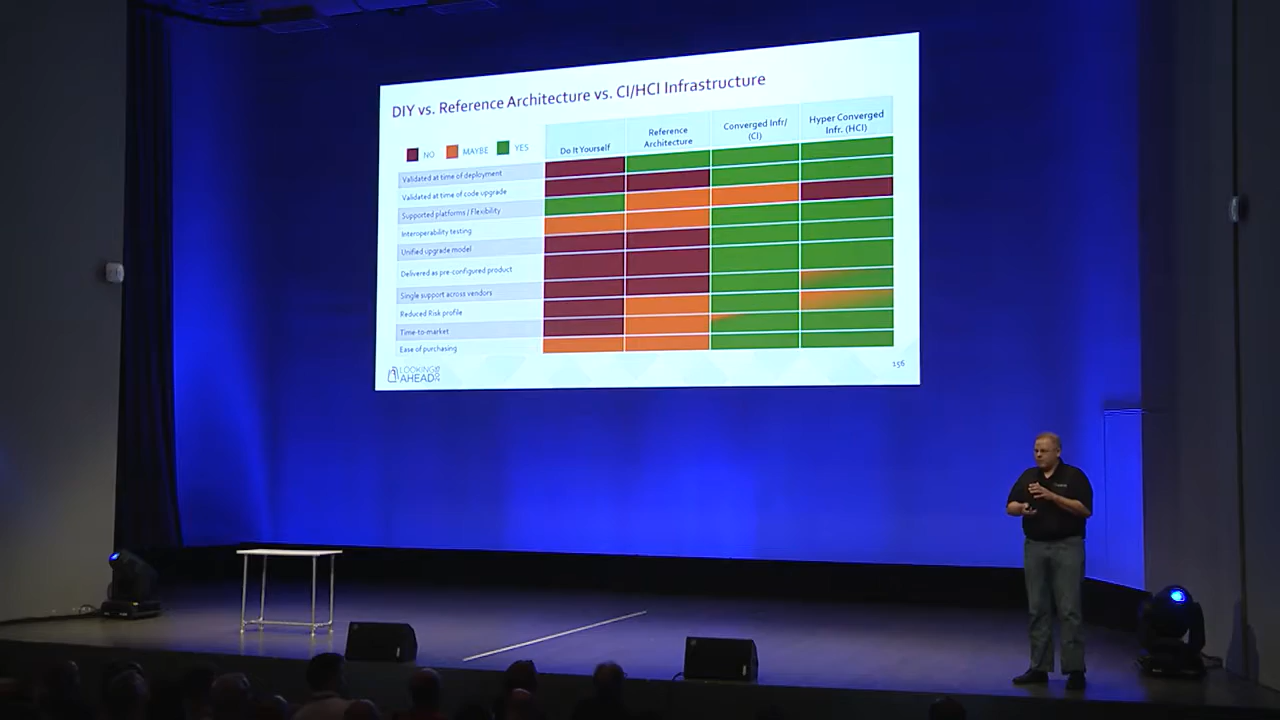 DIY vs. Reference Architecture vs. CI/HCI Infrastructure
NO MAYBE YES
Do It Yourself
Reference
Architecture
Converged Infr/
(CI)
Hyper Converged
Infr. (HCI)
Validated at time of deployment
Validated at time of code upgrade
Supported platforms / Flexibility
Interoperability testing
Unified upgrade model
Delivered as pre-configured product
Single support across vendors
Reduced Risk profile
Time-to-market
Ease of purchasing
LOOKING
AHEAD
156